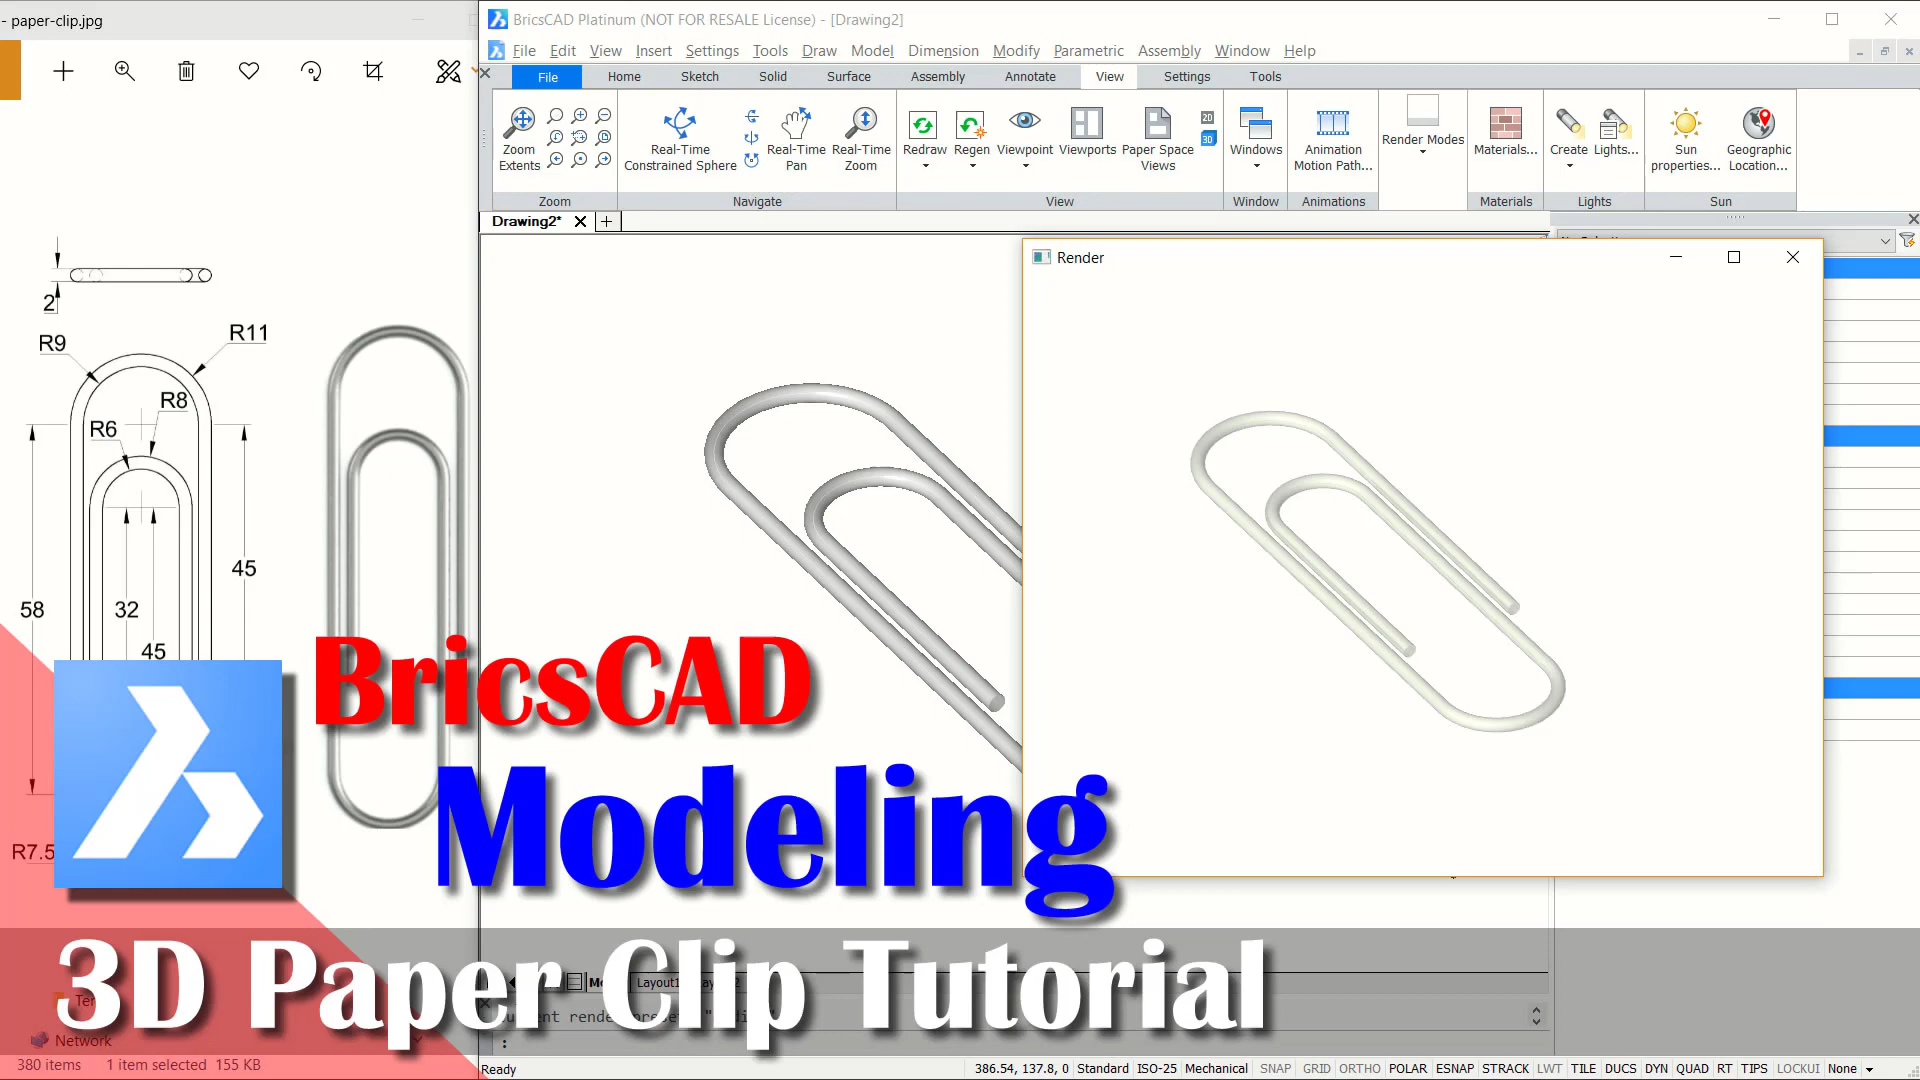 - paper-clip.jpg
BricsCAD Platinum (NOT FOR RESALE License) - [Drawing2]
File Edit View Insert Settings Tools Draw Model Dimension Modify Parametric Assembly Window Help
File Home Sketch Solid Surface Assembly Annotate View Settings Tools
Zoom Extents
Real-Time Constrained Sphere
Real-Time Pan
Real-Time Zoom
Redraw
Regen
Viewpoint
Viewports
Paper Space Views
2D
3D
Windows
Animation Motion Path...
Render Modes
Materials...
Create
Lights...
Sun properties...
Geographic Location...
Zoom Navigate View Window Animations Materials Lights Sun
Drawing2*
Render
2
R9
R11
R8
R6
58
32
45
45
R7.5
BricsCAD
Modeling
3D Paper Clip Tutorial
Layout1
Network
380 items 1 item selected 155 KB
:
Ready
386.54, 137.8, 0 Standard ISO-25 Mechanical SNAP GRID ORTHO POLAR ESNAP STRACK LWT TILE DUCS DYN QUAD RT TIPS LOCKUI None